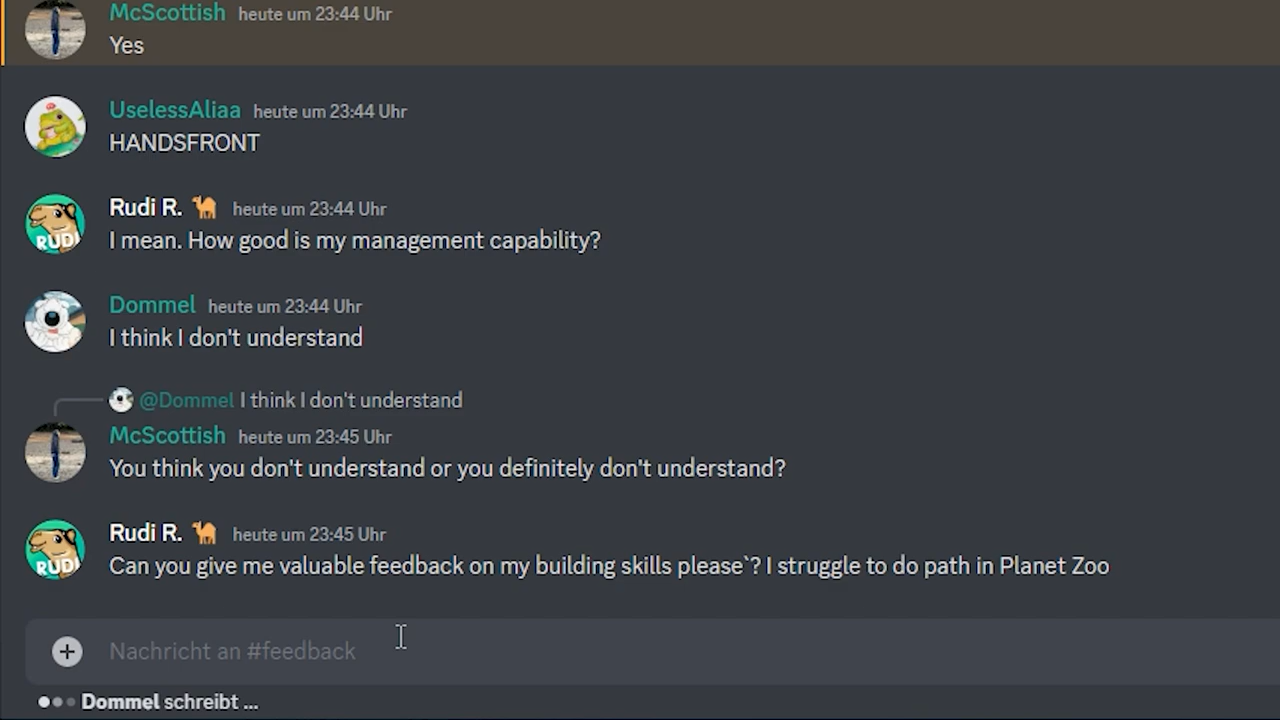 McScottish heute um 23:44 Uhr
Yes
UselessAliaa heute um 23:44 Uhr
HANDSFRONT
Rudi R. 🐪 heute um 23:44 Uhr
I mean. How good is my management capability?
RUDI
Dommel heute um 23:44 Uhr
I think I don't understand
@Dommel I think I don't understand
McScottish heute um 23:45 Uhr
You think you don't understand or you definitely don't understand?
Rudi R. 🐪 heute um 23:45 Uhr
Can you give me valuable feedback on my building skills please`? I struggle to do path in Planet Zoo
RUDI
Nachricht an #feedback
Dommel schreibt ...